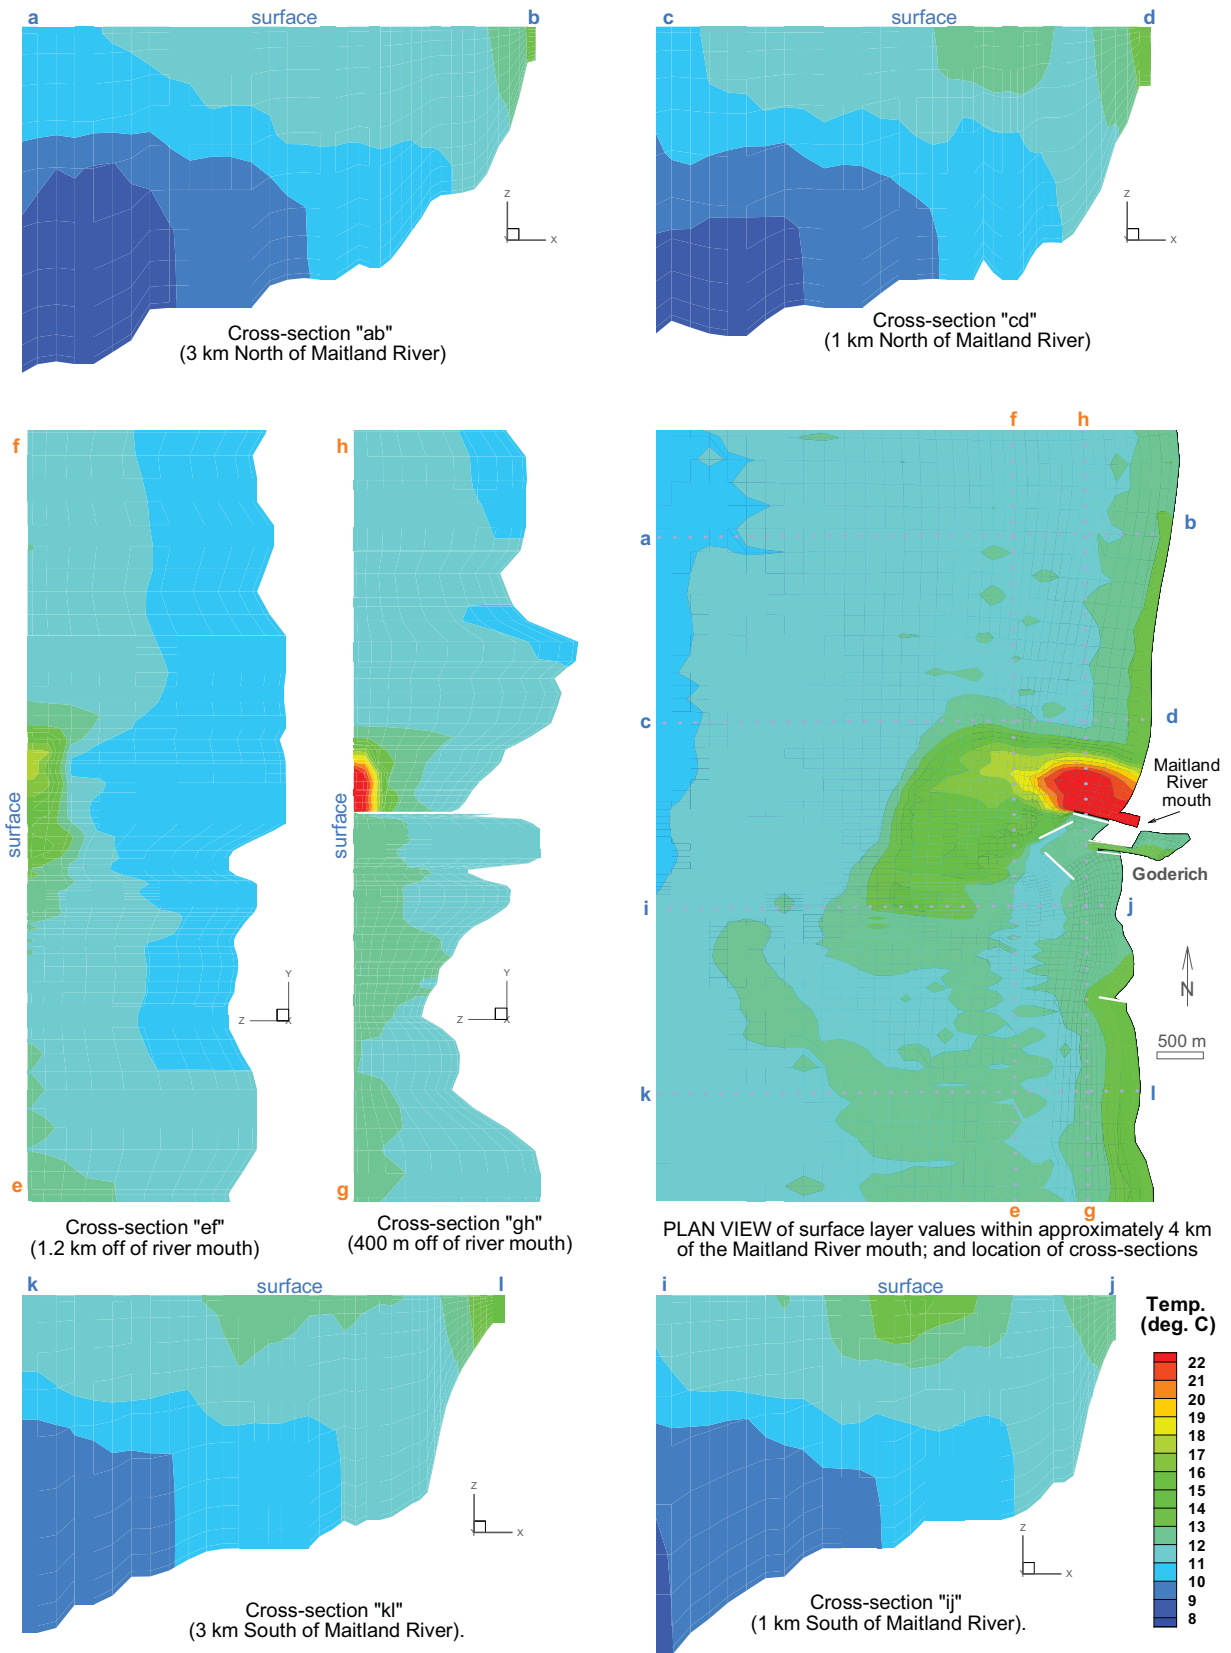 a surface b
c surface d
Z
X
Y
Cross-section "ab"
(3 km North of Maitland River)
Z
X
Y
Cross-section "cd"
(1 km North of Maitland River)
f
surface
e
Y
Z
X
Cross-section "ef"
(1.2 km off of river mouth)
h
surface
g
Y
Z
X
Cross-section "gh"
(400 m off of river mouth)
f h
a b
c d
Maitland
River
mouth
Goderich
i j
N
500 m
k l
e g
PLAN VIEW of surface layer values within approximately 4 km
of the Maitland River mouth; and location of cross-sections
k surface l
Z
X
Y
Cross-section "kl"
(3 km South of Maitland River).
i surface j
Z
X
Y
Cross-section "ij"
(1 km South of Maitland River).
Temp.
(deg. C)
22
21
20
19
18
17
16
15
14
13
12
11
10
9
8